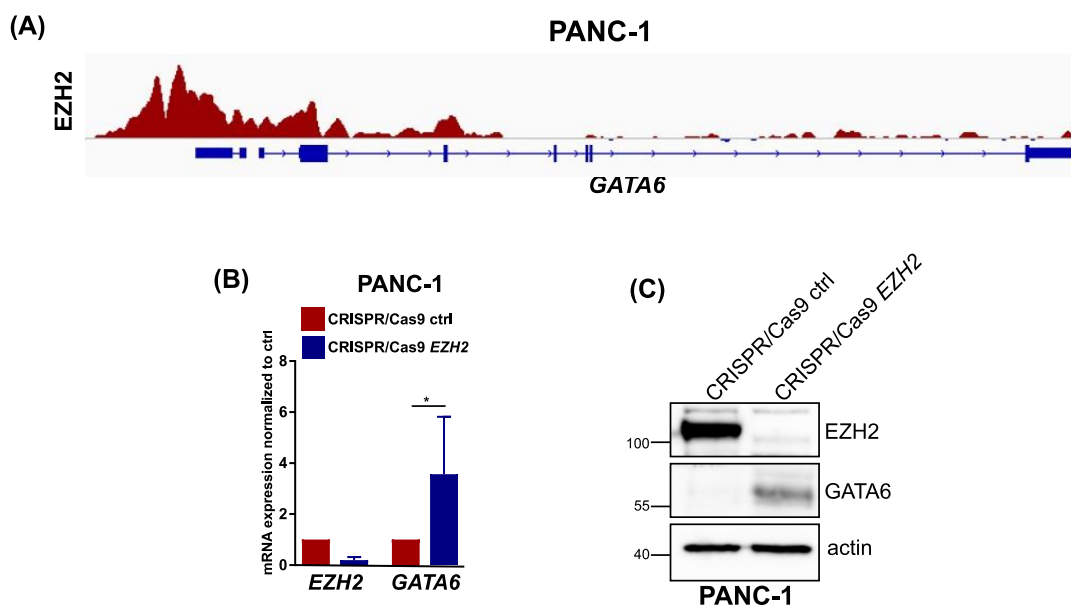 (A)
PANC-1
EZH2
GATA6
(B)
PANC-1
CRISPR/Cas9 ctrl
CRISPR/Cas9 EZH2
mRNA expression normalized to ctrl
8
6
4
2
0
*
EZH2 GATA6
(C)
CRISPR/Cas9 ctrl
CRISPR/Cas9 EZH2
100 EZH2
55 GATA6
40 actin
PANC-1